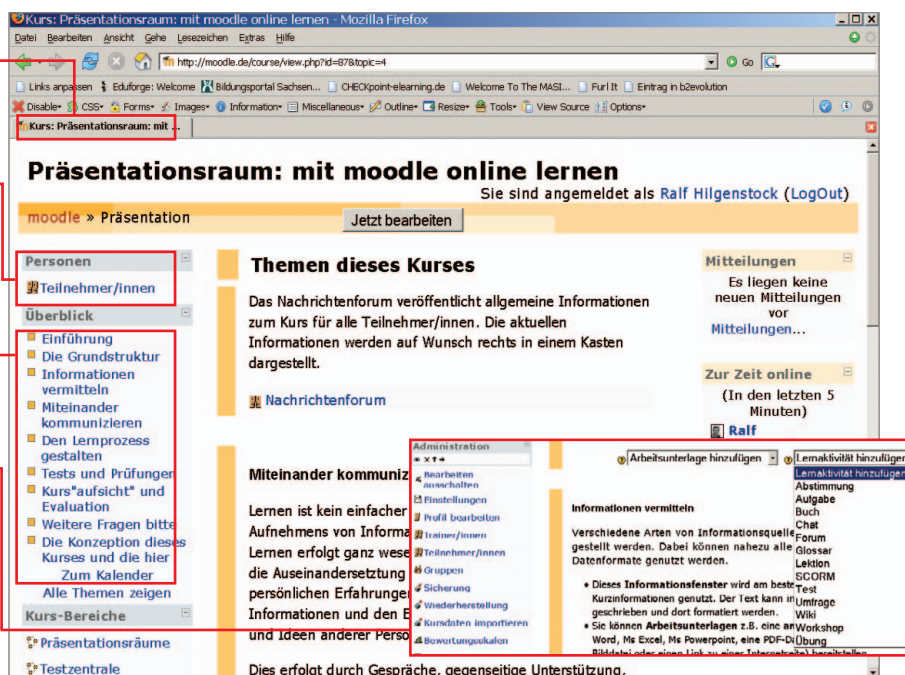 Kurs: Präsentationsraum: mit moodle online lernen - Mozilla Firefox
Datei Bearbeiten Ansicht Gehe Lesezeichen Extras Hilfe
http://moodle.de/course/view.php?id=878&topic=4
Go
Links anpassen Eduforge: Welcome Bildungsportal Sachsen... CHECKpoint-elearning.de Welcome To The MASI... Furl It Eintrag in b2evolution
Disable CSS Forms Images Information Miscellaneous Outline Resize Tools View Source Options
Kurs: Präsentationsraum: mit ...
Präsentationsraum: mit moodle online lernen
Sie sind angemeldet als Ralf Hilgenstock (LogOut)
moodle » Präsentation
Jetzt bearbeiten
Personen
Teilnehmer/innen
Überblick
Einführung
Die Grundstruktur
Informationen
vermitteln
Miteinander
kommunizieren
Den Lernprozess
gestalten
Tests und Prüfungen
Kurs"aufsicht" und
Evaluation
Weitere Fragen bitte
Die Konzeption dieses
Kurses und die hier
Zum Kalender
Alle Themen zeigen
Kurs-Bereiche
Präsentationsräume
Testzentrale
Themen dieses Kurses
Das Nachrichtenforum veröffentlicht allgemeine Informationen
zum Kurs für alle Teilnehmer/innen. Die aktuellen
Informationen werden auf Wunsch rechts in einem Kasten
dargestellt.
Nachrichtenforum
Miteinander kommuniz
Lernen ist kein einfacher
Aufnehmens von Informa
Lernen erfolgt ganz wese
die Auseinandersetztung
persönlichen Erfahrunge
Informationen und den E
und Ideen anderer Perso
Dies erfolgt durch Gespräche, gegenseitige Unterstützung,
Mitteilungen
Es liegen keine
neuen Mitteilungen
vor
Mitteilungen...
Zur Zeit online
(In den letzten 5
Minuten)
Ralf
Administration
Bearbeiten
ausschalten
Einstellungen
Profil bearbeiten
Trainer/innen
Teilnehmer/innen
Gruppen
Sicherung
Wiederherstellung
Kursdaten importieren
Bewertungsskalen
Arbeitsunterlage hinzufügen
Informationen vermitteln
Verschiedene Arten von Informationsquelle
gestellt werden. Dabei können nahezu alle
Datenformate genutzt werden.
Dieses Informationsfenster wird am beste
Kurzinformationen genutzt. Der Text kann in
geschrieben und dort formatiert werden.
Sie können Arbeitsunterlagen z.B. eine an
Word, Ms Excel, Ms Powerpoint, eine PDF-Da
Bilddatei oder einen Link zu einer Internetseite) bereitstellen
Lernaktivität hinzufügen
Lernaktivität hinzufügen
Abstimmung
Aufgabe
Buch
Chat
Forum
Glossar
Lektion
SCORM
Test
Umfrage
Wiki
Workshop
Übung